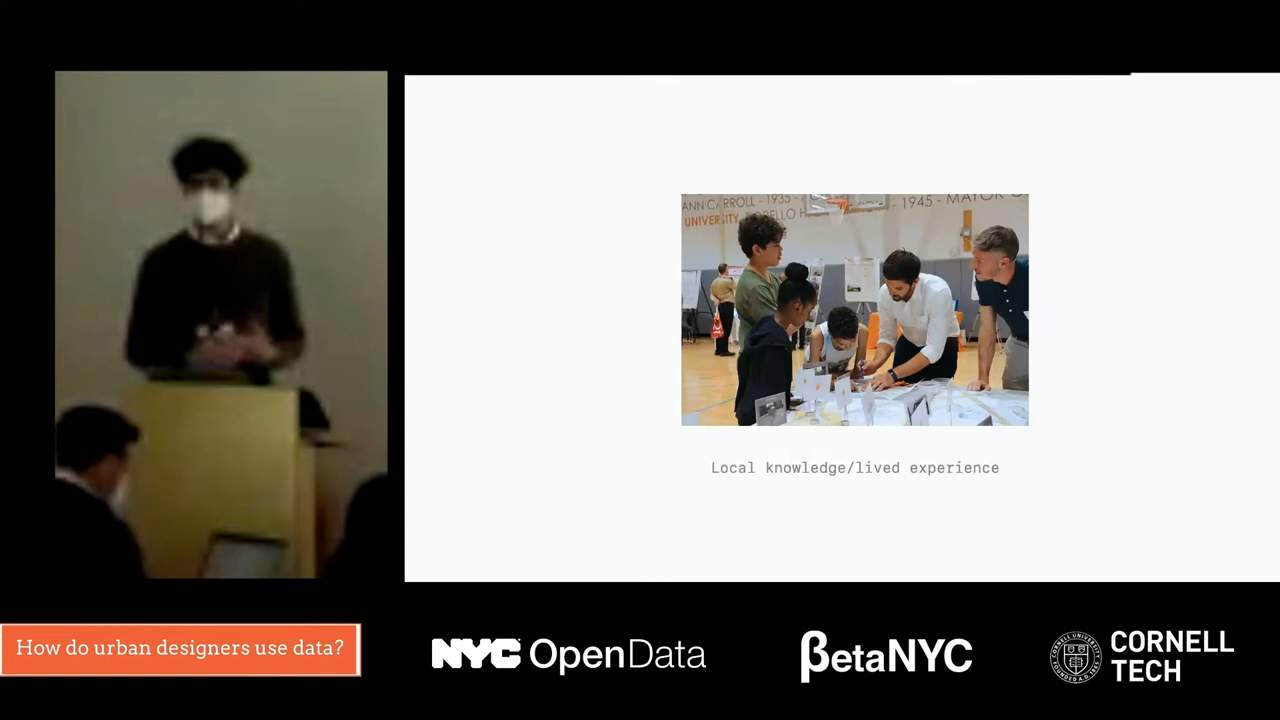 ANN CARROLL - 1935 -
- 1945 - MAYOR
UNIVERSITY
Local knowledge/lived experience
How do urban designers use data?
NYC OpenData
βetaNYC
CORNELL
TECH